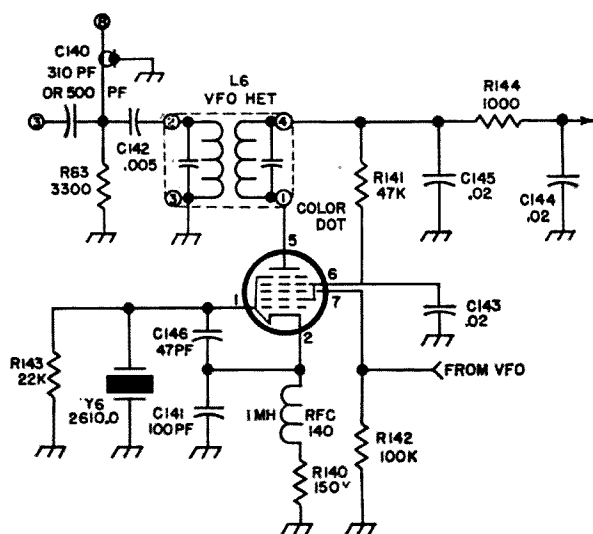 8
C140
310 PF
OR 500 PF
3
C142
.005
R63
3300
L6
VFO HET
2
4
3
1
COLOR
DOT
R144
1000
R141
47K
C145
.02
C144
.02
5
6
7
1
2
C143
.02
R143
22K
Y6
2610.0
C146
47PF
C141
100PF
1MH
RFC
140
R140
FROM VFO
R142
100K